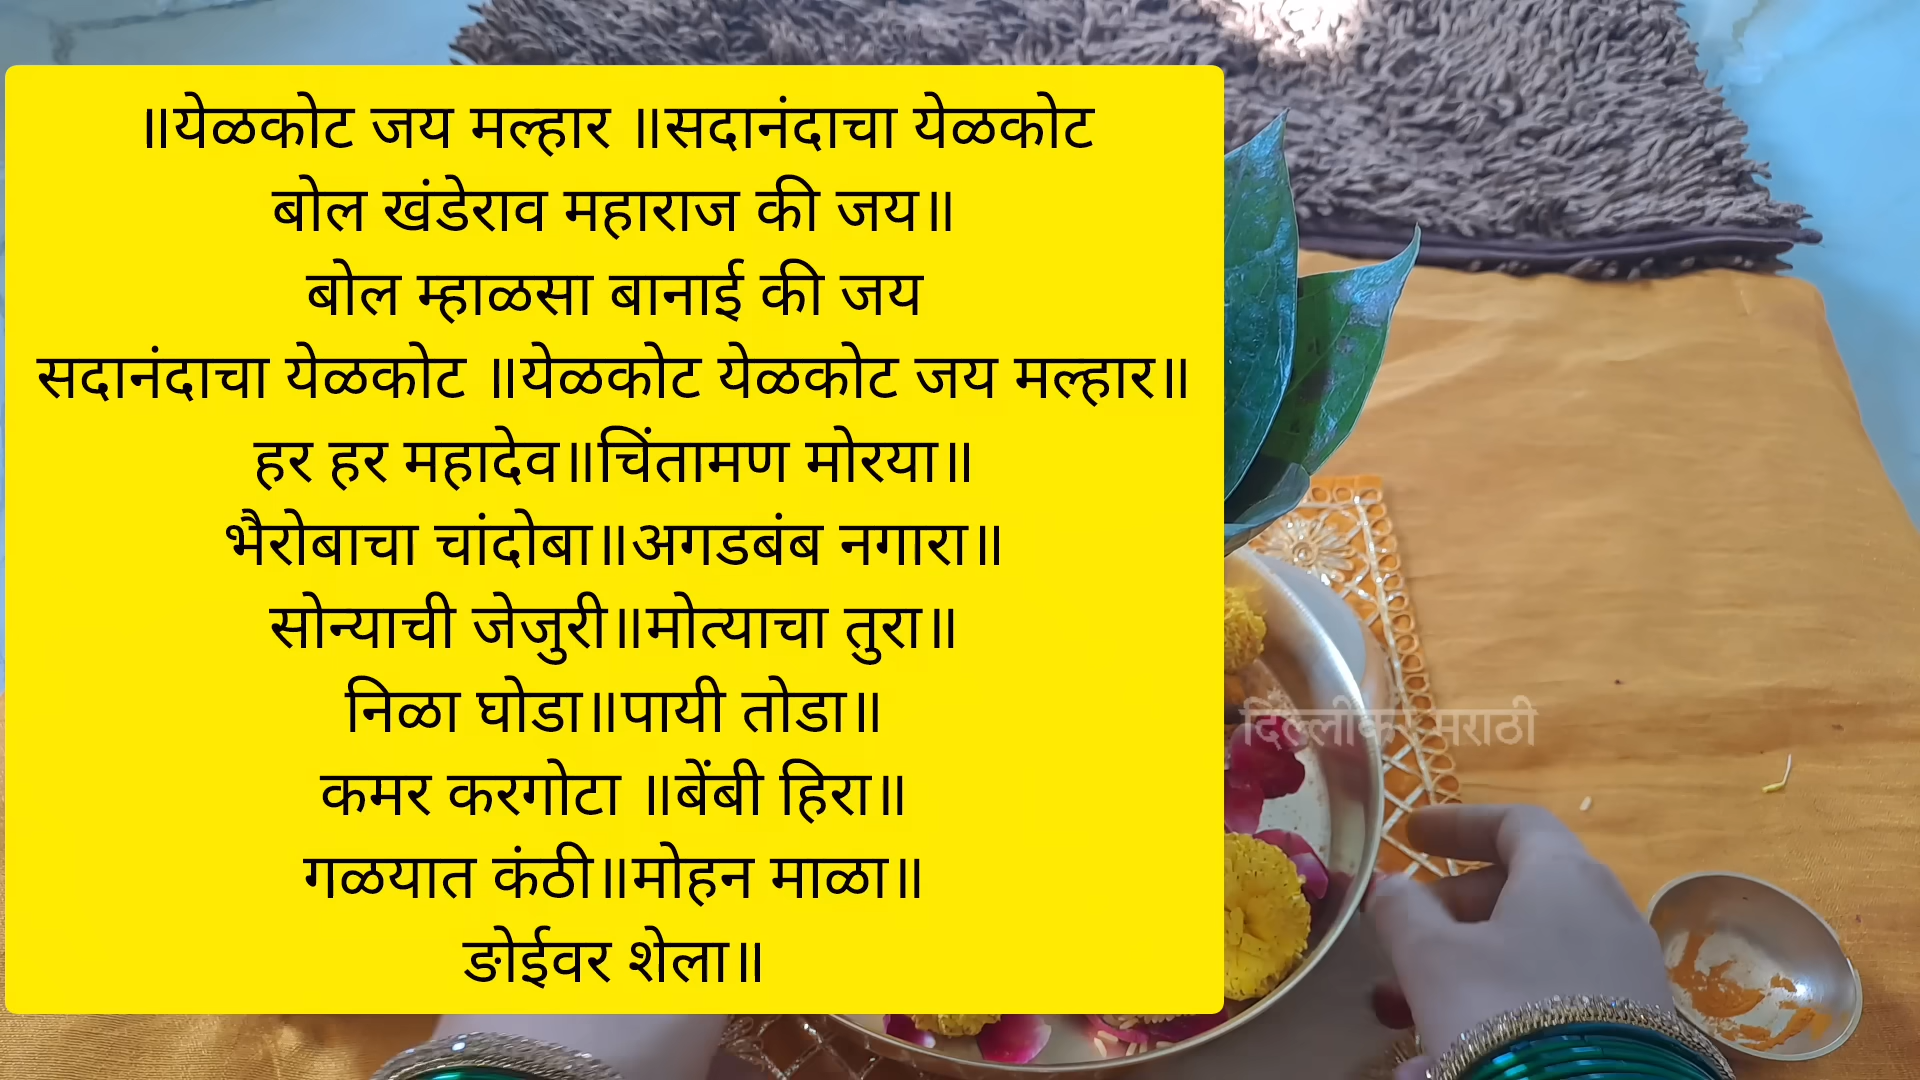 ॥येळकोट जय मल्हार ॥सदानंदाचा येळकोट
बोल खंडेराव महाराज की जय॥
बोल म्हाळसा बानाई की जय
सदानंदाचा येळकोट ॥येळकोट येळकोट जय मल्हार॥
हर हर महादेव॥चिंतामण मोरया॥
भैरोबाचा चांदोबा॥अगडबंब नगारा॥
सोन्याची जेजुरी॥मोत्याचा तुरा॥
निळा घोडा॥पायी तोडा॥
कमर करगोटा ॥बेंबी हिरा॥
गळयात कंठी॥मोहन माळा॥
ङोईवर शेला॥
दिल्लीकर मराठी